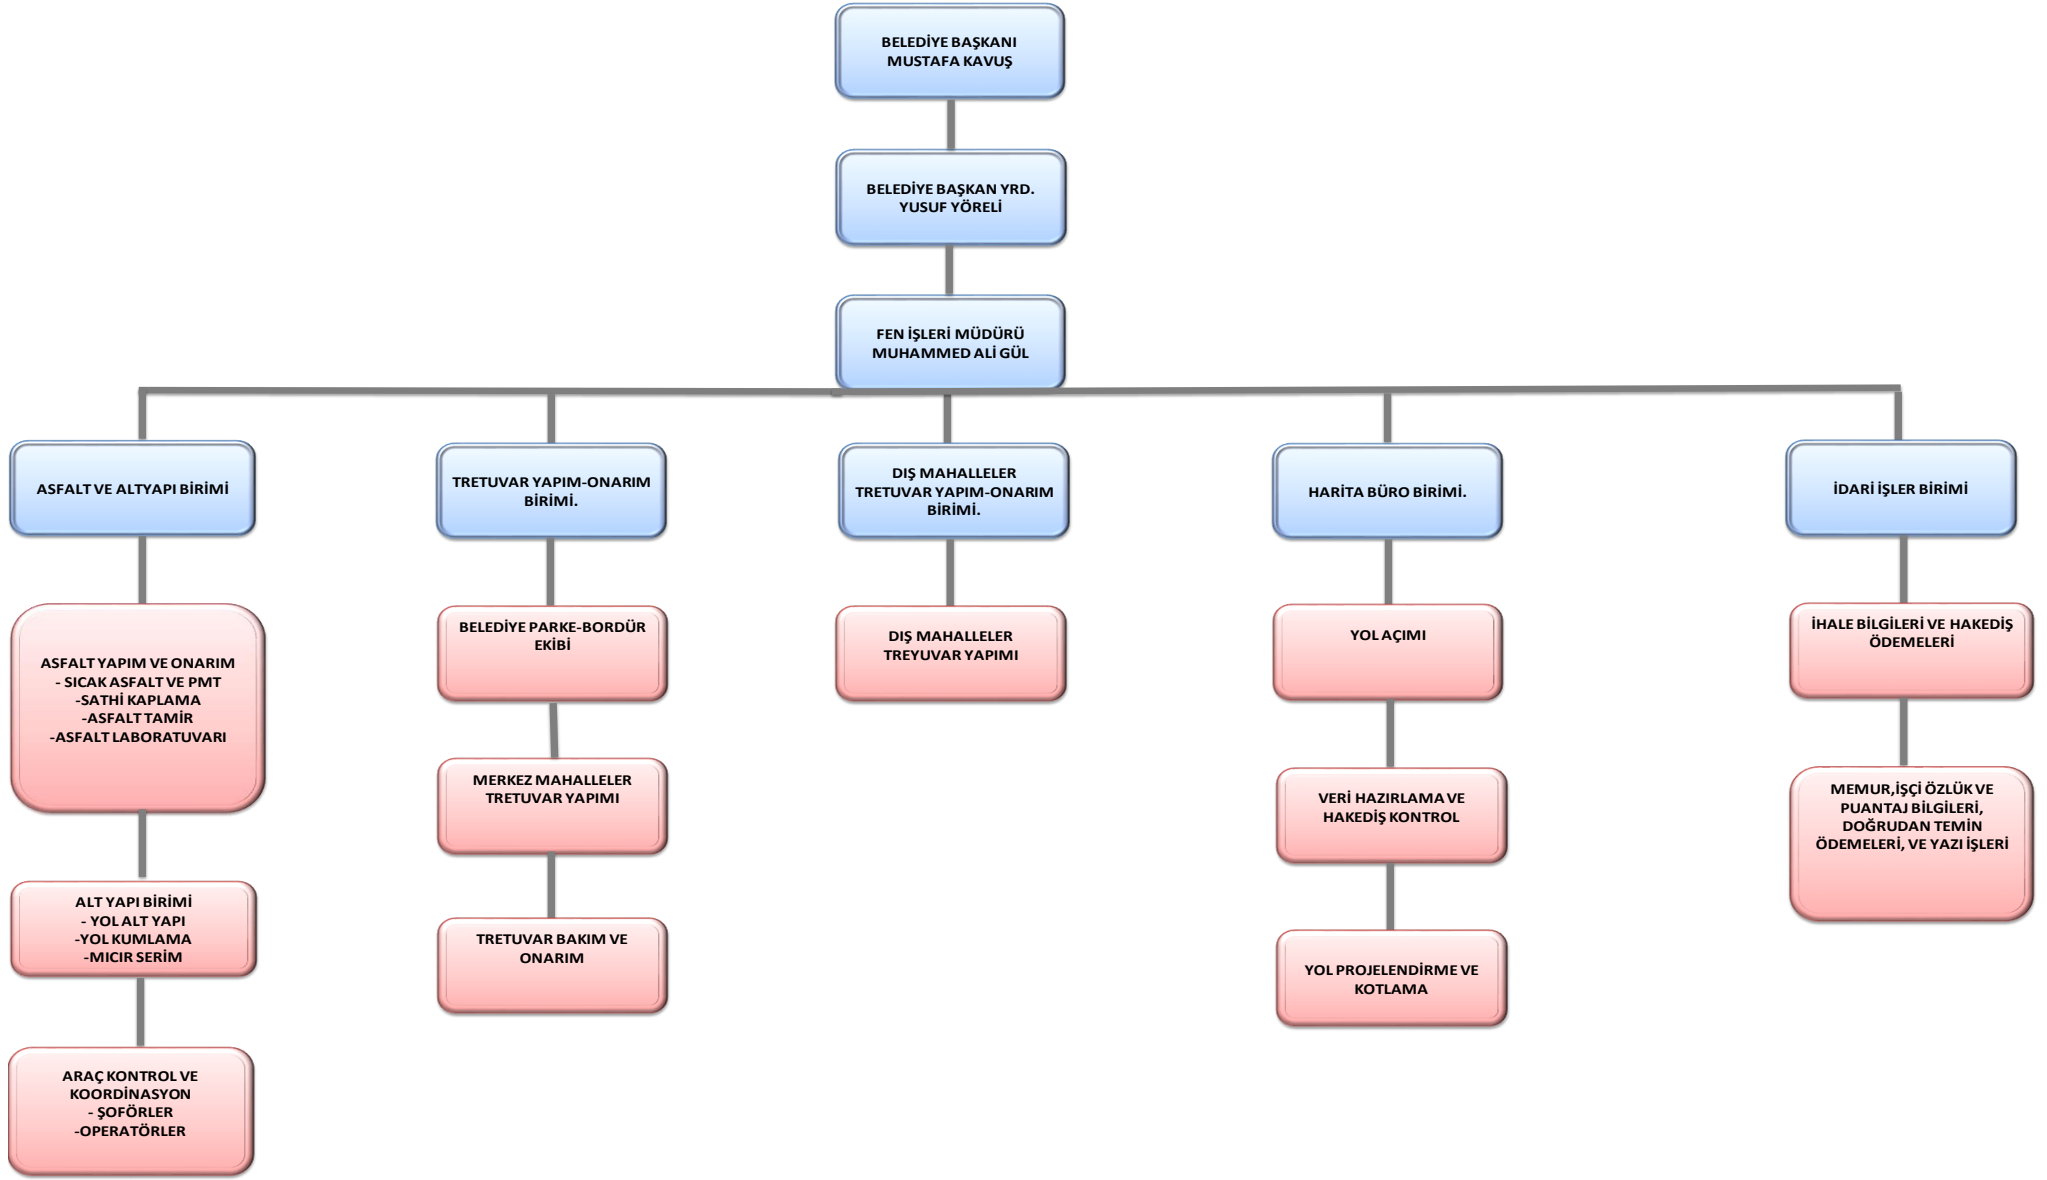 BELEDİYE BAŞKANI
MUSTAFA KAVUŞ
BELEDİYE BAŞKAN YRD.
YUSUF YÖRELİ
FEN İŞLERİ MÜDÜRÜ
MUHAMMED ALİ GÜL
ASFALT VE ALTYAPI BİRİMİ
TRETUVAR YAPIM-ONARIM
BİRİMİ.
DIŞ MAHALLELER
TRETUVAR YAPIM-ONARIM
BİRİMİ.
HARİTA BÜRO BİRİMİ.
İDARİ İŞLER BİRİMİ
ASFALT YAPIM VE ONARIM
- SICAK ASFALT VE PMT
-SATHİ KAPLAMA
-ASFALT TAMİR
-ASFALT LABORATUVARI
BELEDİYE PARKE-BORDÜR
EKİBİ
DIŞ MAHALLELER
TREYUVAR YAPIMI
YOL AÇIMI
İHALE BİLGİLERİ VE HAKEDİŞ
ÖDEMELERİ
MERKEZ MAHALLELER
TRETUVAR YAPIMI
VERİ HAZIRLAMA VE
HAKEDİŞ KONTROL
MEMUR,İŞÇİ ÖZLÜK VE
PUANTAJ BİLGİLERİ,
DOĞRUDAN TEMİN
ÖDEMELERİ, VE YAZI İŞLERİ
ALT YAPI BİRİMİ
- YOL ALT YAPI
-YOL KUMLAMA
-MICIR SERİM
TRETUVAR BAKIM VE
ONARIM
YOL PROJELENDİRME VE
KOTLAMA
ARAÇ KONTROL VE
KOORDİNASYON
- ŞOFÖRLER
-OPERATÖRLER